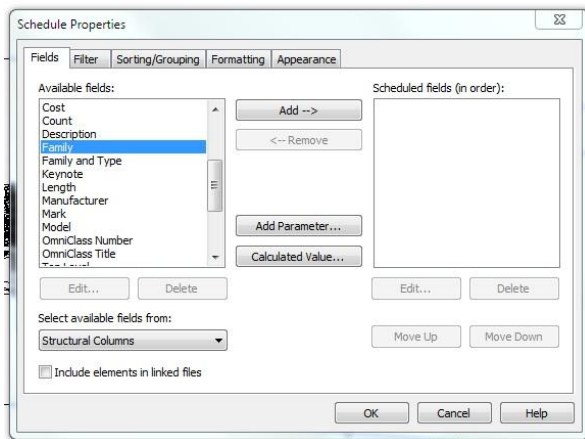 Schedule Properties
Fields
Filter
Sorting/Grouping
Formatting
Appearance
Available fields:
Cost
Count
Description
Family
Family and Type
Keynote
Length
Manufacturer
Mark
Model
OmniClass Number
OmniClass Title
Top Level
Edit...
Delete
Select available fields from:
Structural Columns
Include elements in linked files
Add -->
<-- Remove
Add Parameter...
Calculated Value...
Scheduled fields (in order):
Edit...
Delete
Move Up
Move Down
OK
Cancel
Help